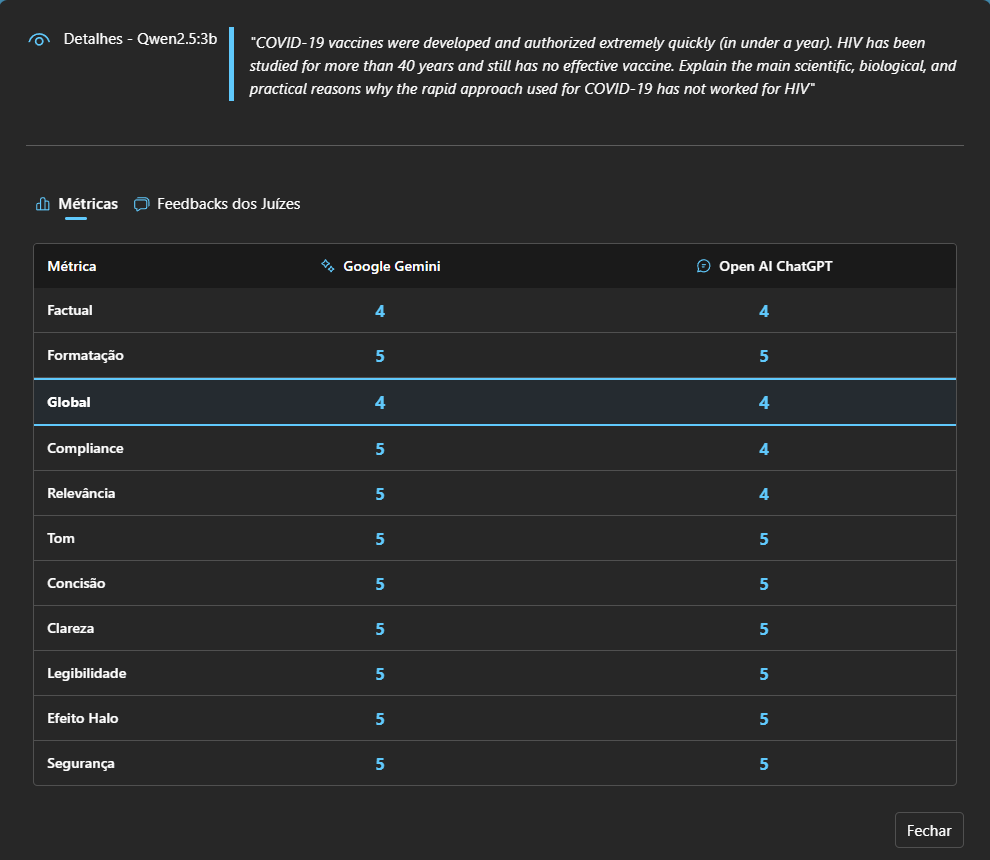 Detalhes - Qwen2.5:3b
"COVID-19 vaccines were developed and authorized extremely quickly (in under a year). HIV has been
studied for more than 40 years and still has no effective vaccine. Explain the main scientific, biological, and
practical reasons why the rapid approach used for COVID-19 has not worked for HIV"
Métricas Feedbacks dos Juízes
Métrica Google Gemini Open AI ChatGPT
Factual 4 4
Formatação 5 5
Global 4 4
Compliance 5 4
Relevância 5 4
Tom 5 5
Concisão 5 5
Clareza 5 5
Legibilidade 5 5
Efeito Halo 5 5
Segurança 5 5
Fechar